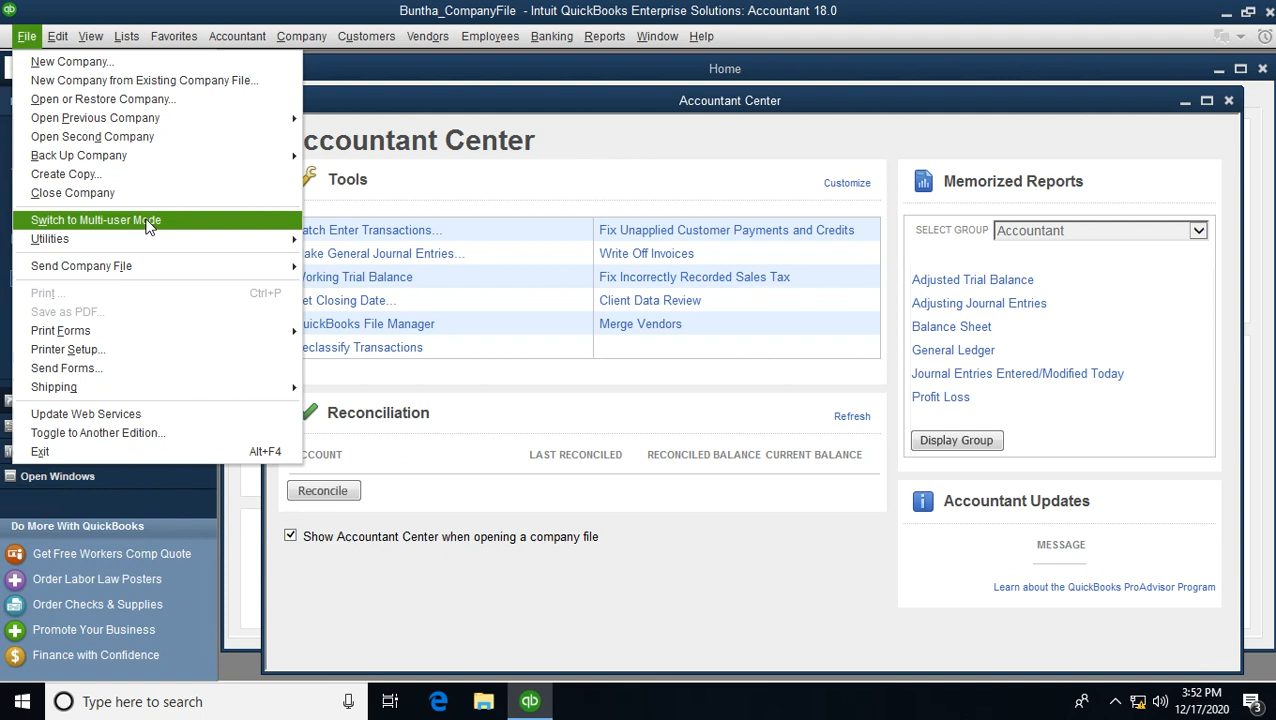 Buntha_CompanyFile - Intuit QuickBooks Enterprise Solutions: Accountant 18.0
File Edit View Lists Favorites Accountant Company Customers Vendors Employees Banking Reports Window Help
Home
Accountant Center
New Company...
New Company from Existing Company File...
Open or Restore Company...
Open Previous Company
Open Second Company
Back Up Company
Create Copy...
Close Company
Switch to Multi-user Mode
Utilities
Send Company File
Print ... Ctrl+P
Save as PDF...
Print Forms
Printer Setup...
Send Forms...
Shipping
Update Web Services
Toggle to Another Edition...
Exit Alt+F4
Open Windows
Do More With QuickBooks
Get Free Workers Comp Quote
Order Labor Law Posters
Order Checks & Supplies
Promote Your Business
Finance with Confidence
ccountant Center
Tools Customize
atch Enter Transactions... Fix Unapplied Customer Payments and Credits
ake General Journal Entries... Write Off Invoices
orking Trial Balance Fix Incorrectly Recorded Sales Tax
et Closing Date... Client Data Review
uickBooks File Manager Merge Vendors
eclassify Transactions
Reconciliation Refresh
COUNT LAST RECONCILED RECONCILED BALANCE CURRENT BALANCE
Reconcile
Show Accountant Center when opening a company file
Memorized Reports
SELECT GROUP Accountant
Adjusted Trial Balance
Adjusting Journal Entries
Balance Sheet
General Ledger
Journal Entries Entered/Modified Today
Profit Loss
Display Group
Accountant Updates
MESSAGE
Learn about the QuickBooks ProAdvisor Program
Type here to search
qb
3:52 PM
12/17/2020
3